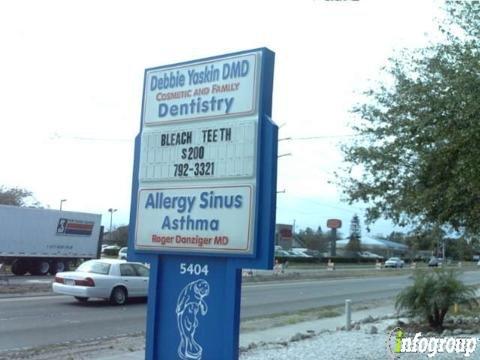 Debbie Yaskin DMD
COSMETIC AND FAMILY
Dentistry
BLEACH TEETH
$200
792-3321
Allergy Sinus
Asthma
Roger Danziger MD
5404
infogroup